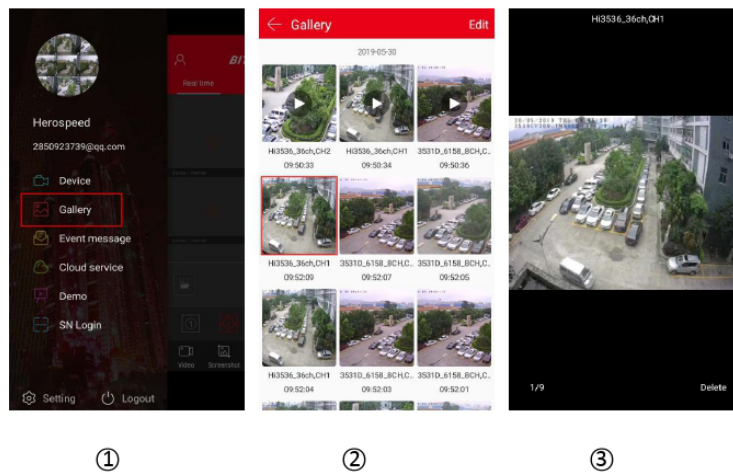 BIT
Real time
Herospeed
2850923739@qq.com
Device
Gallery
Event message
Cloud service
Demo
SN Login
Video
Screenshot
Setting
Logout
①
Gallery
Edit
2019-05-30
Hi3536_36ch,CH2
Hi3536_36ch,CH1
3531D_6158_8CH,C..
09:50:33
09:50:34
09:50:36
Hi3536_36ch,CH1
3531D_6158_8CH,C..
3531D_6158_8CH,C..
09:52:09
09:52:07
09:52:05
Hi3536_36ch,CH1
3531D_6158_8CH,C..
3531D_6158_8CH,C..
09:52:04
09:52:03
09:52:01
②
Hi3536_36ch,CH1
1/9
Delete
③